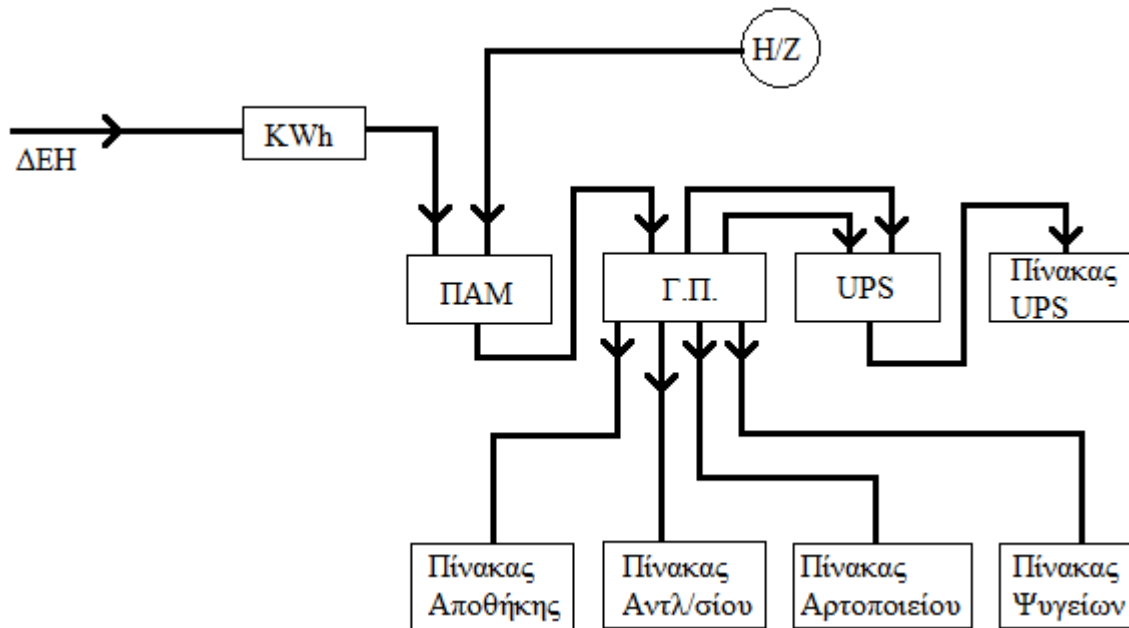 Η/Ζ
KWh
ΔΕΗ
ΠΑΜ
Γ.Π.
UPS
Πίνακας
UPS
Πίνακας
Αποθήκης
Πίνακας
Αντλ/σίου
Πίνακας
Αρτοποιείου
Πίνακας
Ψυγείων